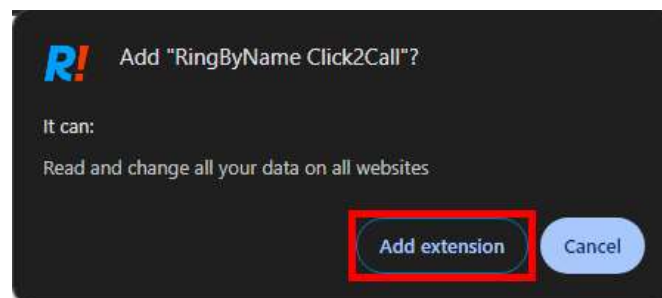 R!
Add "RingByName Click2Call"?
It can:
Read and change all your data on all websites
Add extension
Cancel